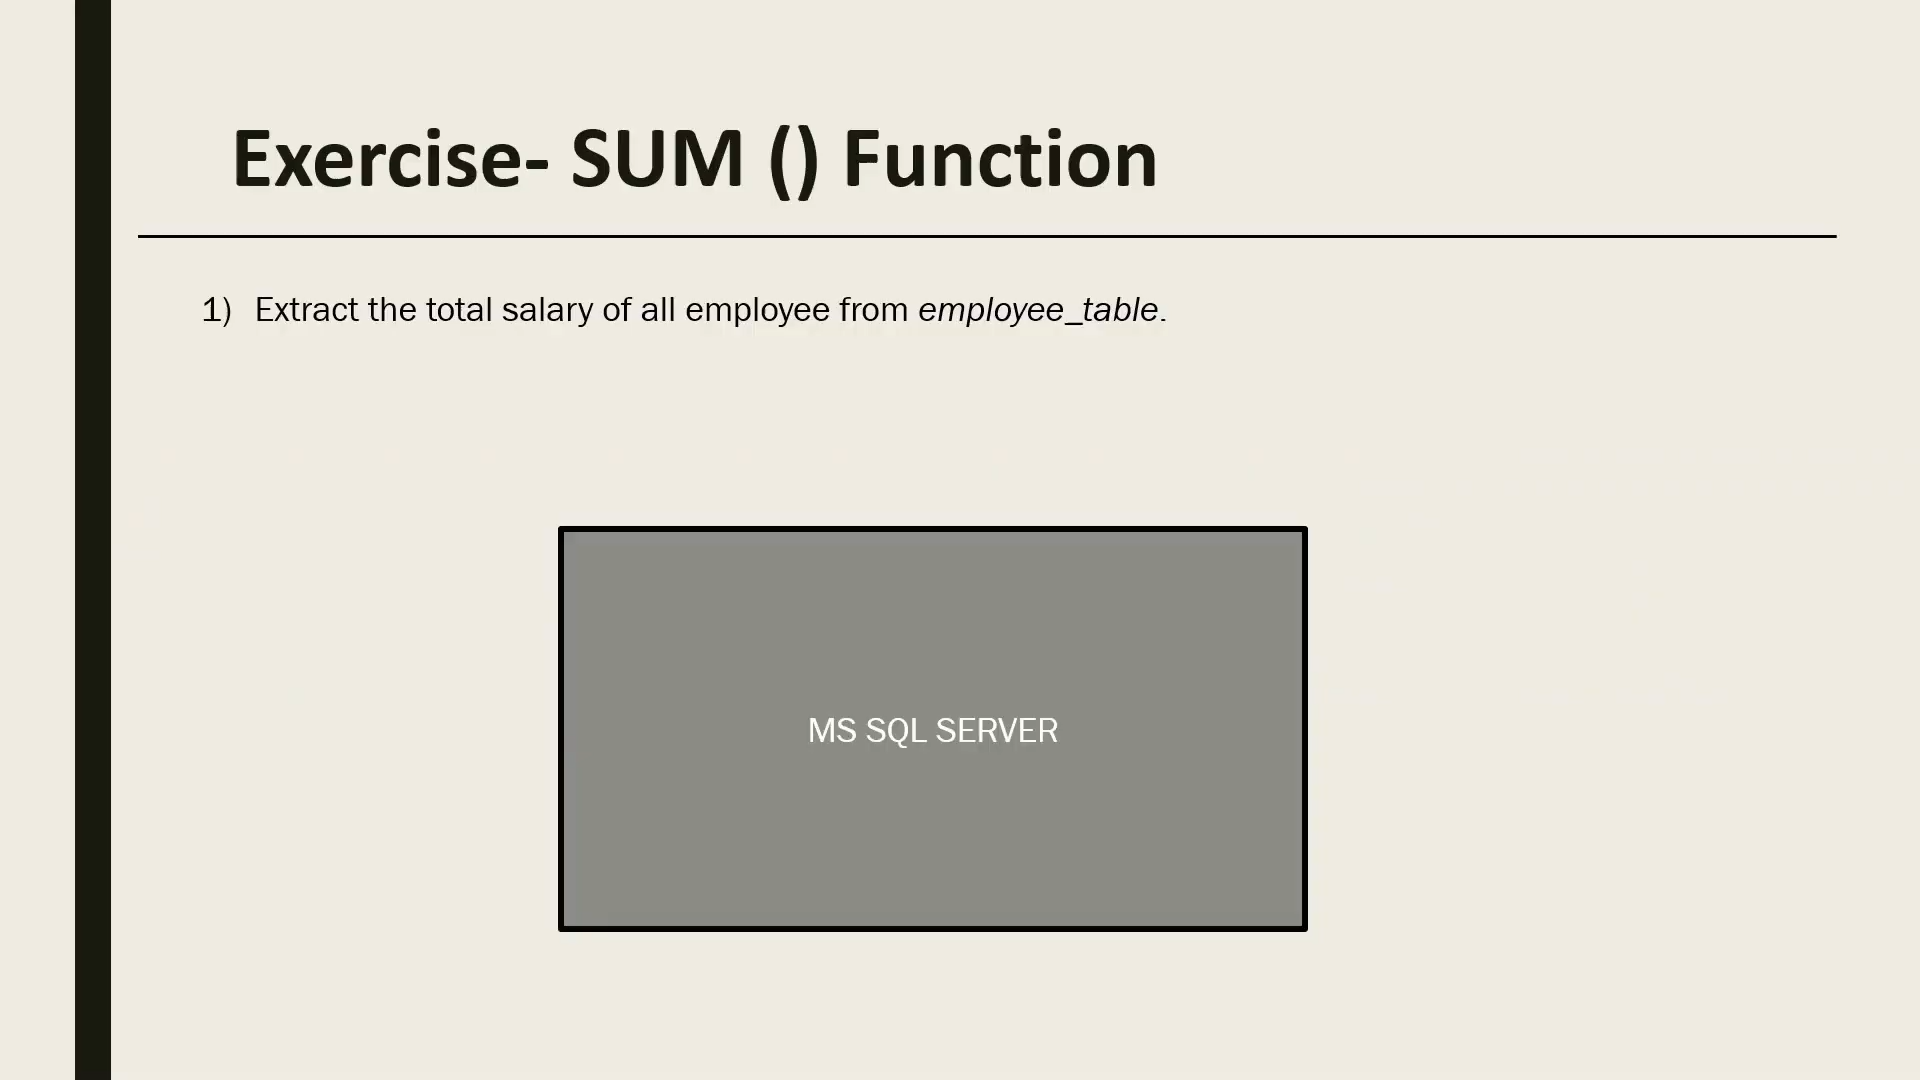 Exercise- SUM () Function
1) Extract the total salary of all employee from employee_table.
MS SQL SERVER